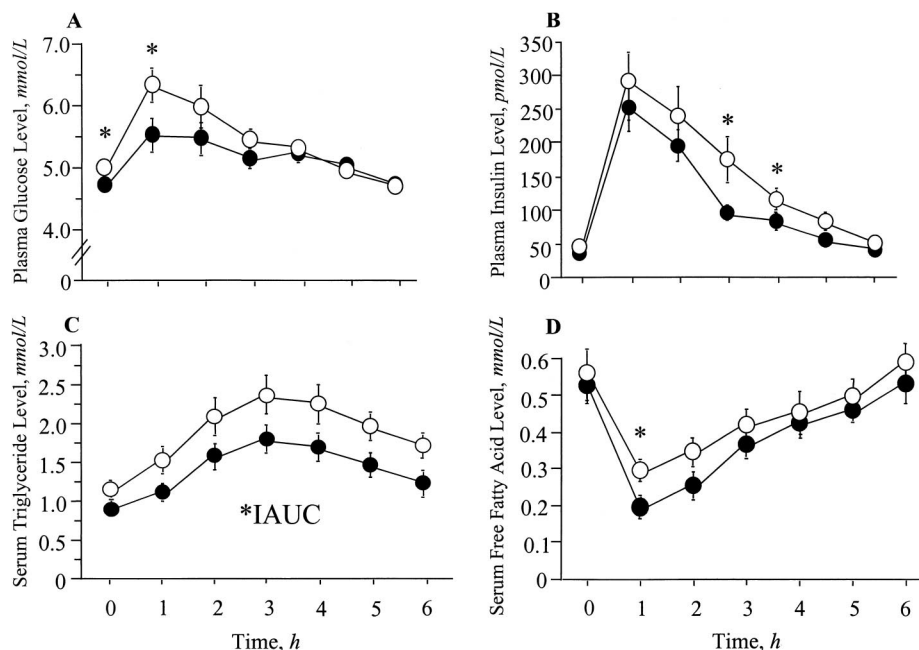 A
Plasma Glucose Level, mmol/L
7.0
6.0
5.0
4.0
0
*
*
B
Plasma Insulin Level, pmol/L
350
300
250
200
150
100
50
0
*
*
C
Serum Triglyceride Level, mmol/L
3.0
2.5
2.0
1.5
1.0
0.5
0
*IAUC
0 1 2 3 4 5 6
Time, h
D
Serum Free Fatty Acid Level, mmol/L
0.6
0.5
0.4
0.3
0.2
0.1
0
*
0 1 2 3 4 5 6
Time, h